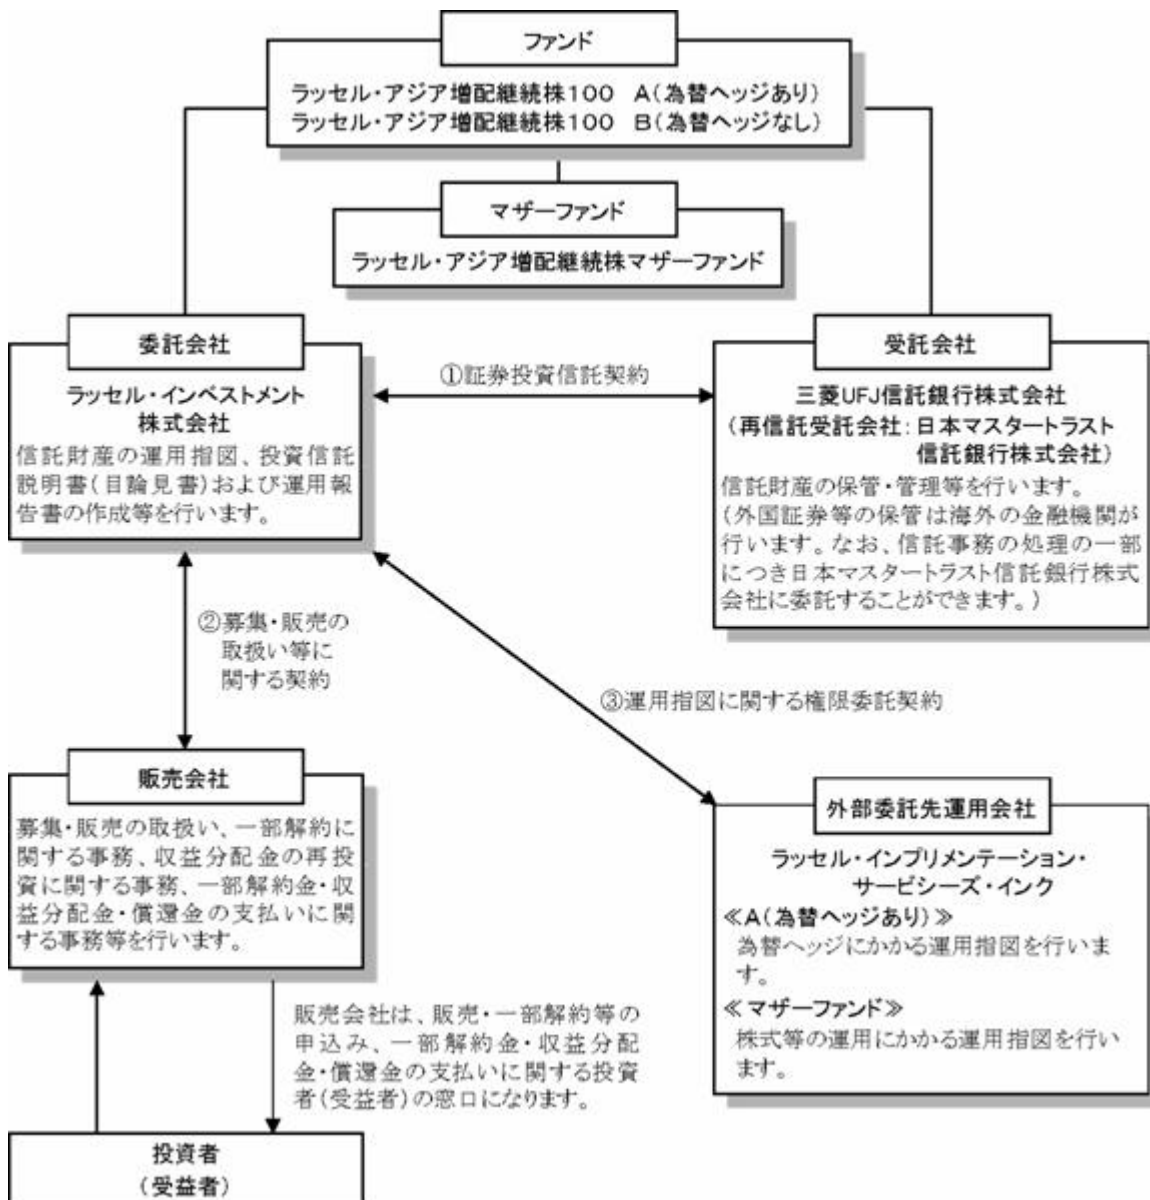 ファンド
ラッセル・アジア増配継続株100　A(為替ヘッジあり)
ラッセル・アジア増配継続株100　B(為替ヘッジなし)
マザーファンド
ラッセル・アジア増配継続株マザーファンド
委託会社
ラッセル・インベストメント
株式会社
信託財産の運用指図、投資信託
説明書(目論見書)および運用報
告書の作成等を行います。
①証券投資信託契約
受託会社
三菱UFJ信託銀行株式会社
(再信託受託会社:日本マスタートラスト
信託銀行株式会社)
信託財産の保管・管理等を行います。
(外国証券等の保管は海外の金融機関が
行います。なお、信託事務の処理の一部
につき日本マスタートラスト信託銀行株式
会社に委託することができます。)
②募集・販売の
取扱い等に
関する契約
③運用指図に関する権限委託契約
販売会社
募集・販売の取扱い、一部解約に
関する事務、収益分配金の再投
資に関する事務、一部解約金・収
益分配金・償還金の支払いに関
する事務等を行います。
外部委託先運用会社
ラッセル・インプリメンテーション・
サービシーズ・インク
≪A(為替ヘッジあり)≫
為替ヘッジにかかる運用指図を行いま
す。
≪マザーファンド≫
株式等の運用にかかる運用指図を行い
ます。
販売会社は、販売・一部解約等の
申込み、一部解約金・収益分配
金・償還金の支払いに関する投資
者(受益者)の窓口になります。
投資者
(受益者)